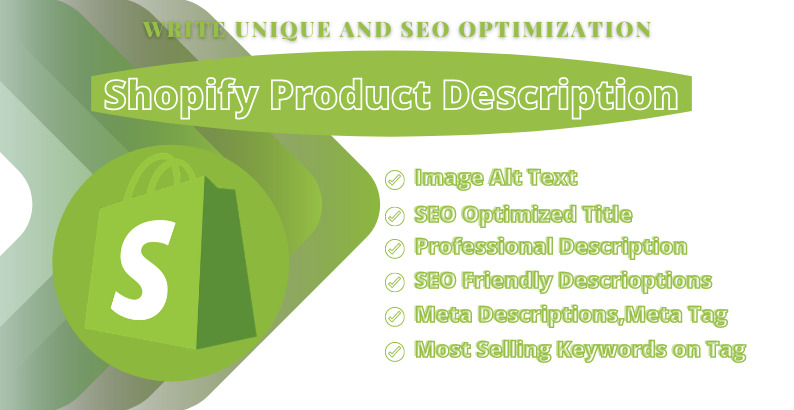 WRITE UNIQUE AND SEO OPTIMIZATION
Shopify Product Description
S
Image Alt Text
SEO Optimized Title
Professional Description
SEO Friendly Descrioptions
Meta Descriptions,Meta Tag
Most Selling Keywords on Tag